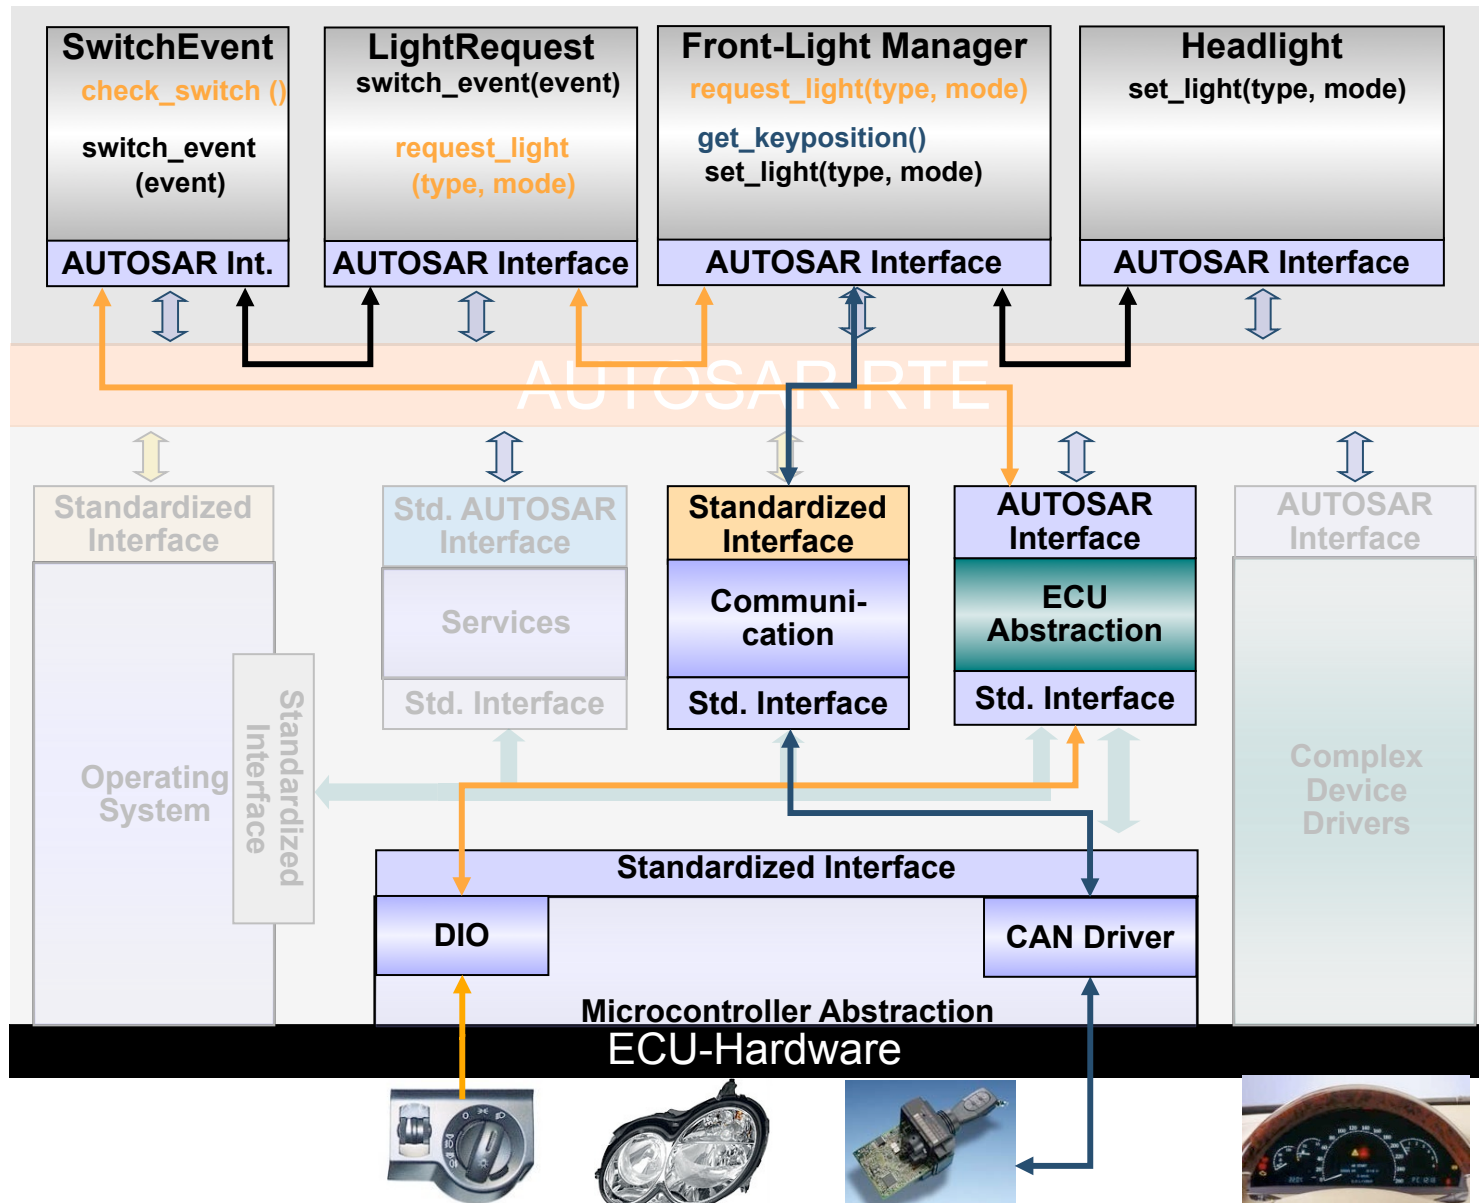 SwitchEvent
check_switch ()
switch_event
(event)
AUTOSAR Int.
LightRequest
switch_event(event)
request_light
(type, mode)
AUTOSAR Interface
Front-Light Manager
request_light(type, mode)
get_keyposition()
set_light(type, mode)
AUTOSAR Interface
Headlight
set_light(type, mode)
AUTOSAR Interface
AUTOSAR RTE
Standardized
Interface
Operating
System
Standardized
Interface
Std. AUTOSAR
Interface
Services
Std. Interface
Standardized
Interface
Communi-
cation
Std. Interface
AUTOSAR
Interface
ECU
Abstraction
Std. Interface
AUTOSAR
Interface
Complex
Device
Drivers
Standardized Interface
DIO
CAN Driver
Microcontroller Abstraction
ECU-Hardware